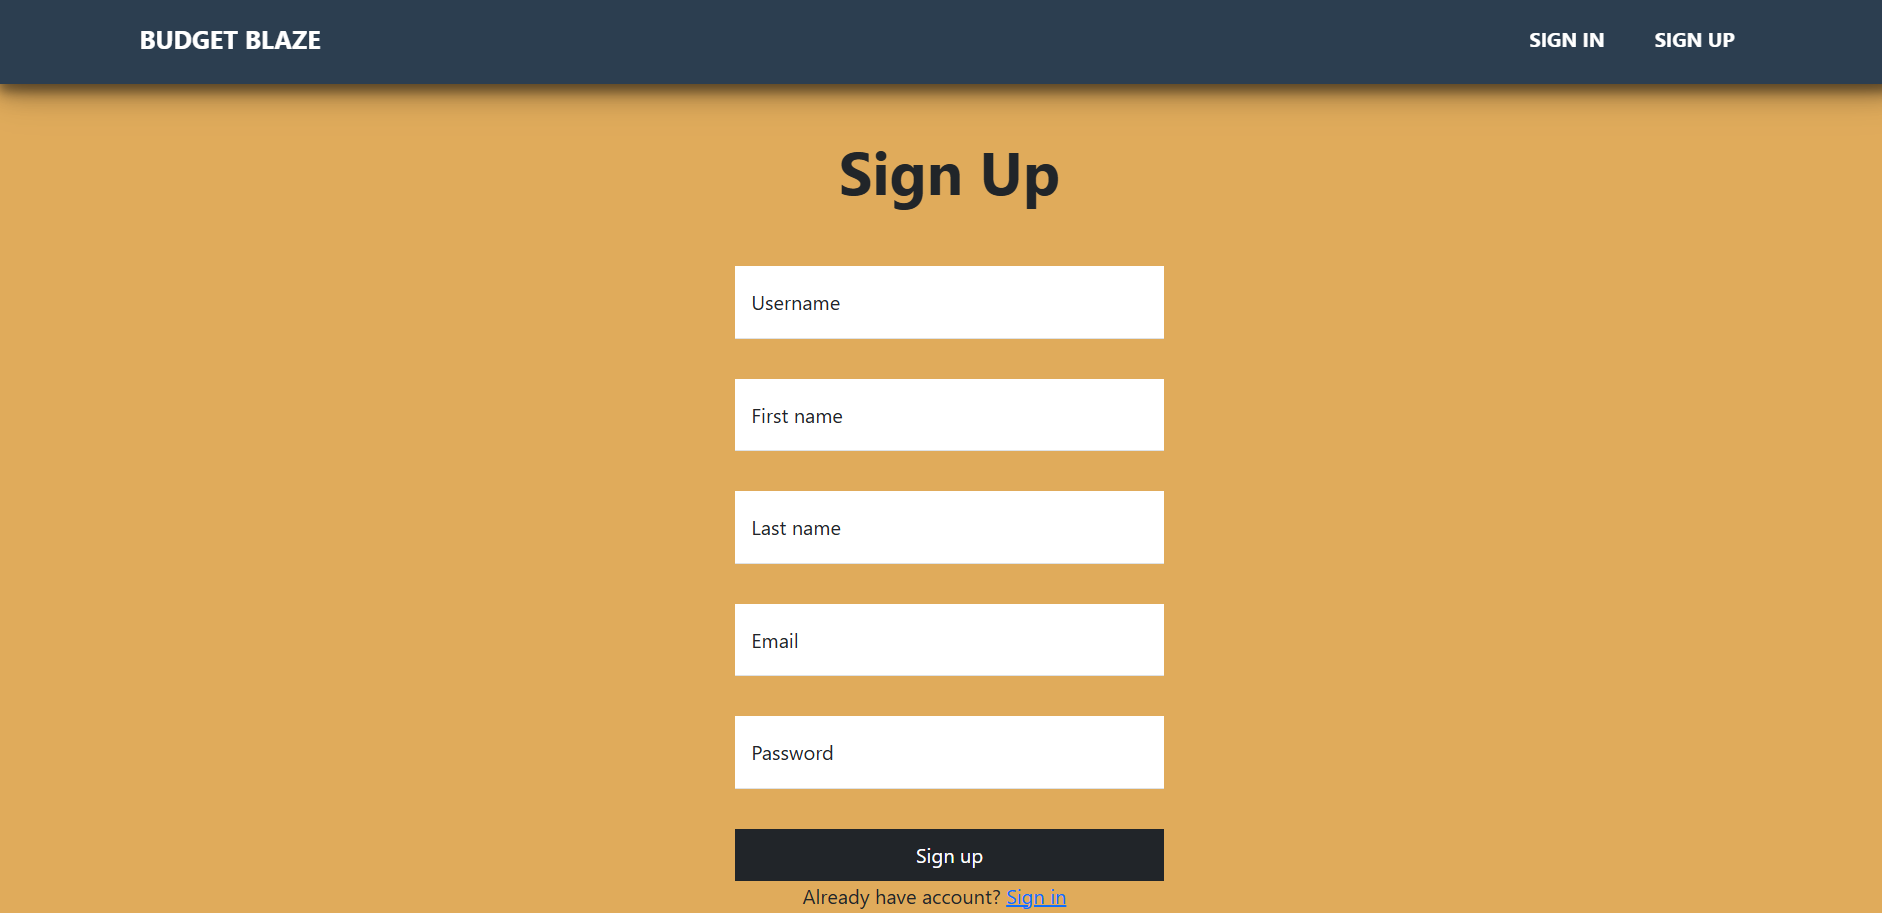 BUDGET BLAZE SIGN IN SIGN UP
Sign Up
Username
First name
Last name
Email
Password
Sign up
Already have account? Sign in